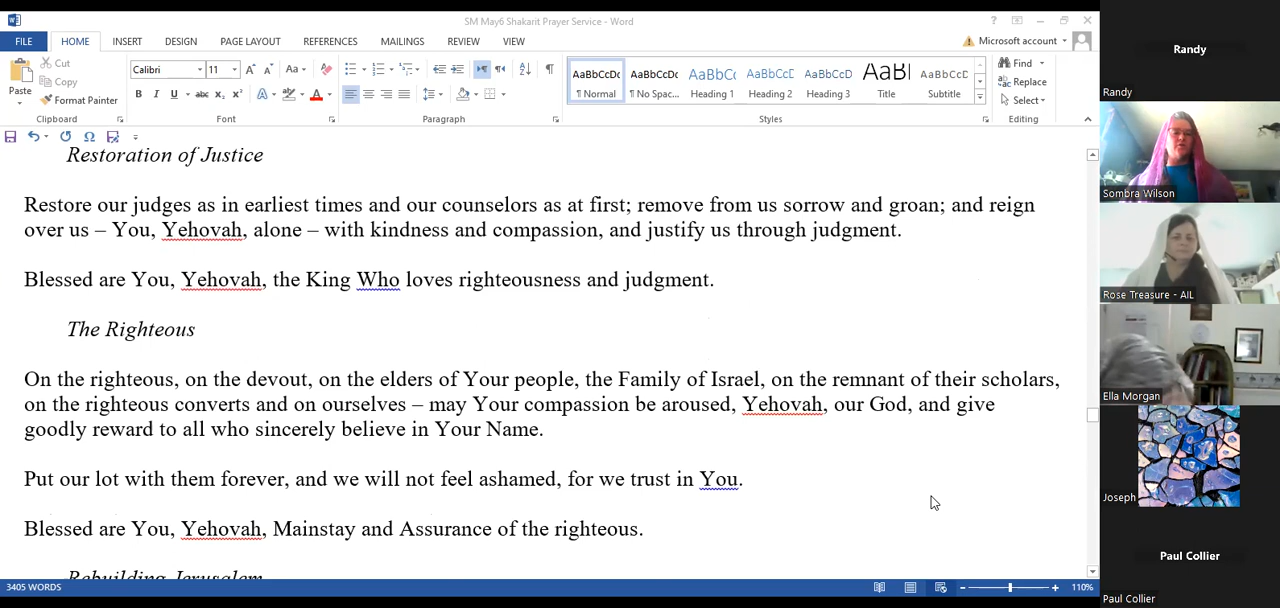 SM May6 Shakarit Prayer Service - Word
FILE HOME INSERT DESIGN PAGE LAYOUT REFERENCES MAILINGS REVIEW VIEW Microsoft account
Cut
Copy
Paste
Format Painter
Clipboard
Calibri 11
Font
Paragraph
AaBbCcDc AaBbCcDc AaBbC AaBbCcD AaBbCcD AaBl AaBbCcD
¶ Normal ¶ No Spac... Heading 1 Heading 2 Heading 3 Title Subtitle
Styles
Find
Replace
Select
Editing
Restoration of Justice
Restore our judges as in earliest times and our counselors as at first; remove from us sorrow and groan; and reign
over us – You, Yehovah, alone – with kindness and compassion, and justify us through judgment.
Blessed are You, Yehovah, the King Who loves righteousness and judgment.
The Righteous
On the righteous, on the devout, on the elders of Your people, the Family of Israel, on the remnant of their scholars,
on the righteous converts and on ourselves – may Your compassion be aroused, Yehovah, our God, and give
goodly reward to all who sincerely believe in Your Name.
Put our lot with them forever, and we will not feel ashamed, for we trust in You.
Blessed are You, Yehovah, Mainstay and Assurance of the righteous.
Rebuilding Jerusalem
3405 WORDS
110%
Randy
Randy
Sombra Wilson
Rose Treasure - AIL
Ella Morgan
Joseph
Paul Collier
Paul Collier